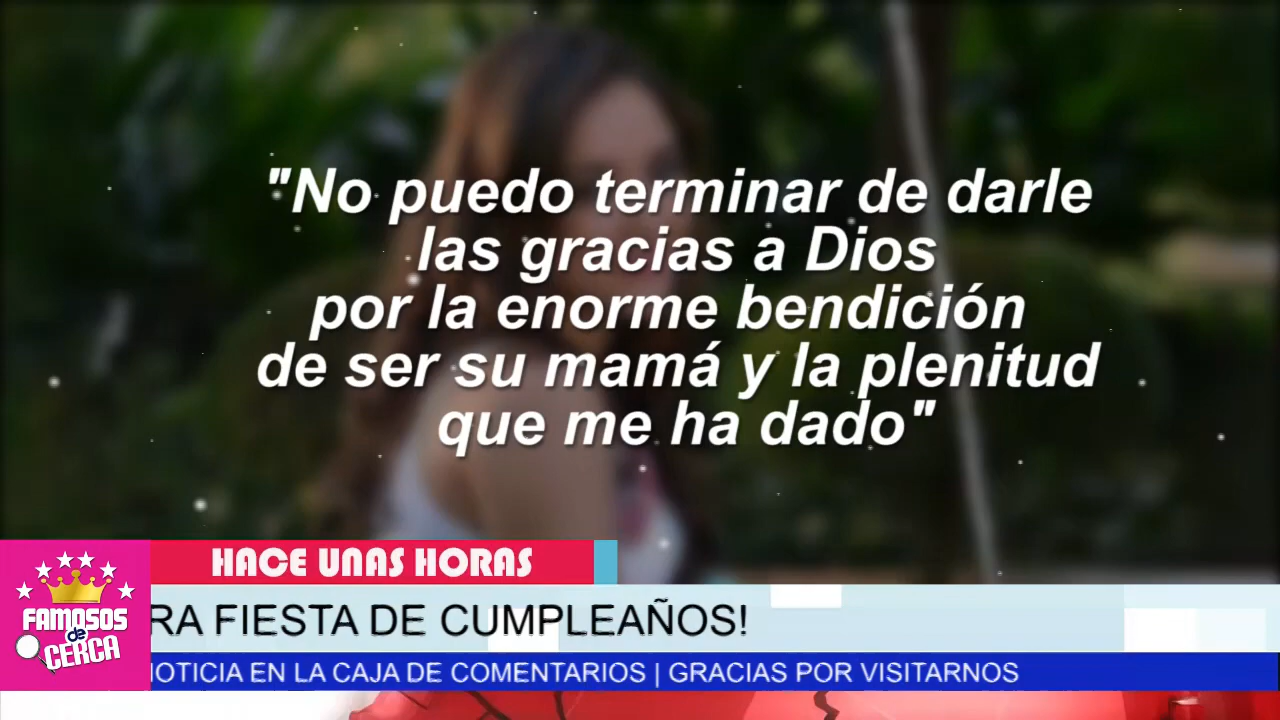 "No puedo terminar de darle
las gracias a Dios
por la enorme bendición
de ser su mamá y la plenitud
que me ha dado"
HACE UNAS HORAS
RA FIESTA DE CUMPLEAÑOS!
FAMOSOS
de
CERCA
NOTICIA EN LA CAJA DE COMENTARIOS | GRACIAS POR VISITARNOS